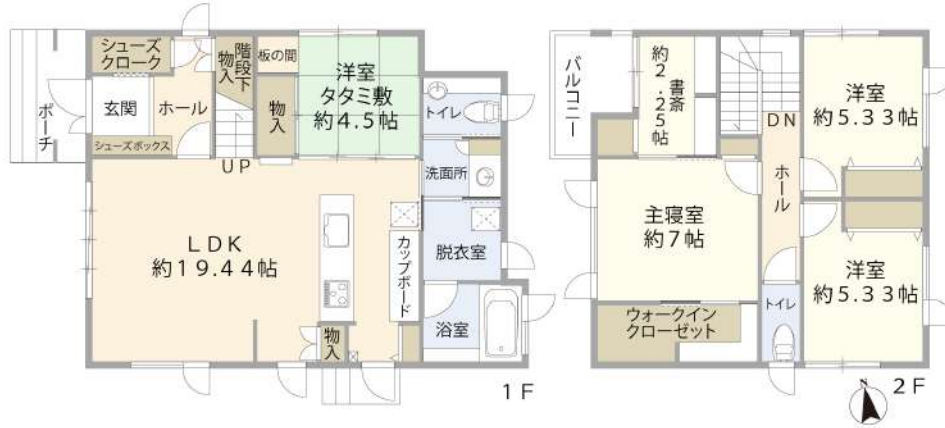 シューズ
クローク
階段下
物入
板の間
洋室
タタミ敷
約4.5帖
物入
トイレ
ポーチ
玄関
ホール
シューズボックス
UP
洗面所
LDK
約19.44帖
カップボード
脱衣室
浴室
物入
1F
バルコニー
書斎
約2.25帖
DN
洋室
約5.33帖
ホール
主寝室
約7帖
洋室
約5.33帖
ウォークイン
クローゼット
トイレ
N
2F